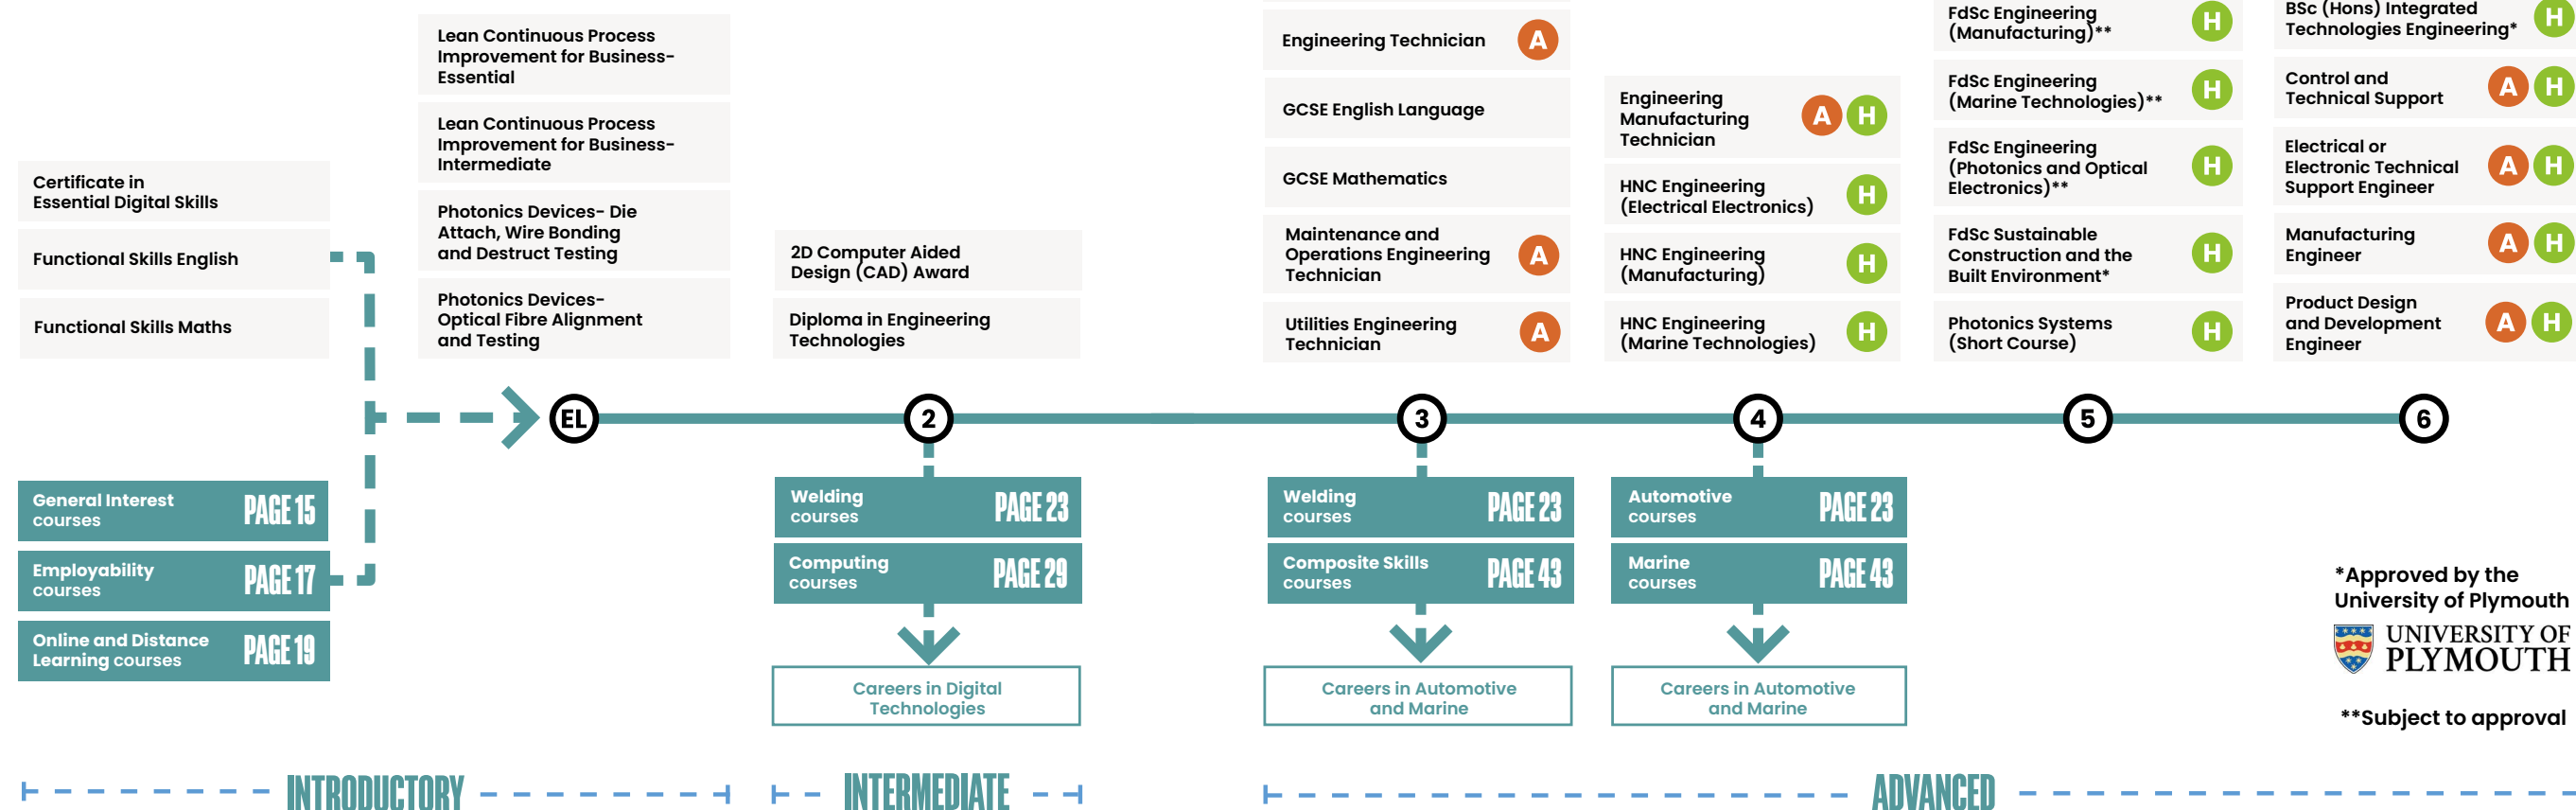 Certificate in
Essential Digital Skills
Functional Skills English
Functional Skills Maths
Lean Continuous Process
Improvement for Business-
Essential
Lean Continuous Process
Improvement for Business-
Intermediate
Photonics Devices- Die
Attach, Wire Bonding
and Destruct Testing
Photonics Devices-
Optical Fibre Alignment
and Testing
2D Computer Aided
Design (CAD) Award
Diploma in Engineering
Technologies
Engineering Technician A
GCSE English Language
GCSE Mathematics
Maintenance and
Operations Engineering A
Technician
Utilities Engineering
Technician A
Engineering
Manufacturing A H
Technician
HNC Engineering
(Electrical Electronics) H
HNC Engineering
(Manufacturing) H
HNC Engineering
(Marine Technologies) H
FdSc Engineering
(Manufacturing)** H
FdSc Engineering
(Marine Technologies)** H
FdSc Engineering
(Photonics and Optical H
Electronics)**
FdSc Sustainable
Construction and the H
Built Environment*
Photonics Systems
(Short Course) H
BSc (Hons) Integrated
Technologies Engineering* H
Control and
Technical Support A H
Electrical or
Electronic Technical A H
Support Engineer
Manufacturing
Engineer A H
Product Design
and Development A H
Engineer
EL 2 3 4 5 6
General Interest
courses PAGE 15
Employability
courses PAGE 17
Online and Distance
Learning courses PAGE 19
Welding
courses PAGE 23
Computing
courses PAGE 29
Careers in Digital
Technologies
Welding
courses PAGE 23
Composite Skills
courses PAGE 43
Careers in Automotive
and Marine
Automotive
courses PAGE 23
Marine
courses PAGE 43
Careers in Automotive
and Marine
*Approved by the
University of Plymouth
UNIVERSITY OF
PLYMOUTH
**Subject to approval
INTRODUCTORY INTERMEDIATE ADVANCED